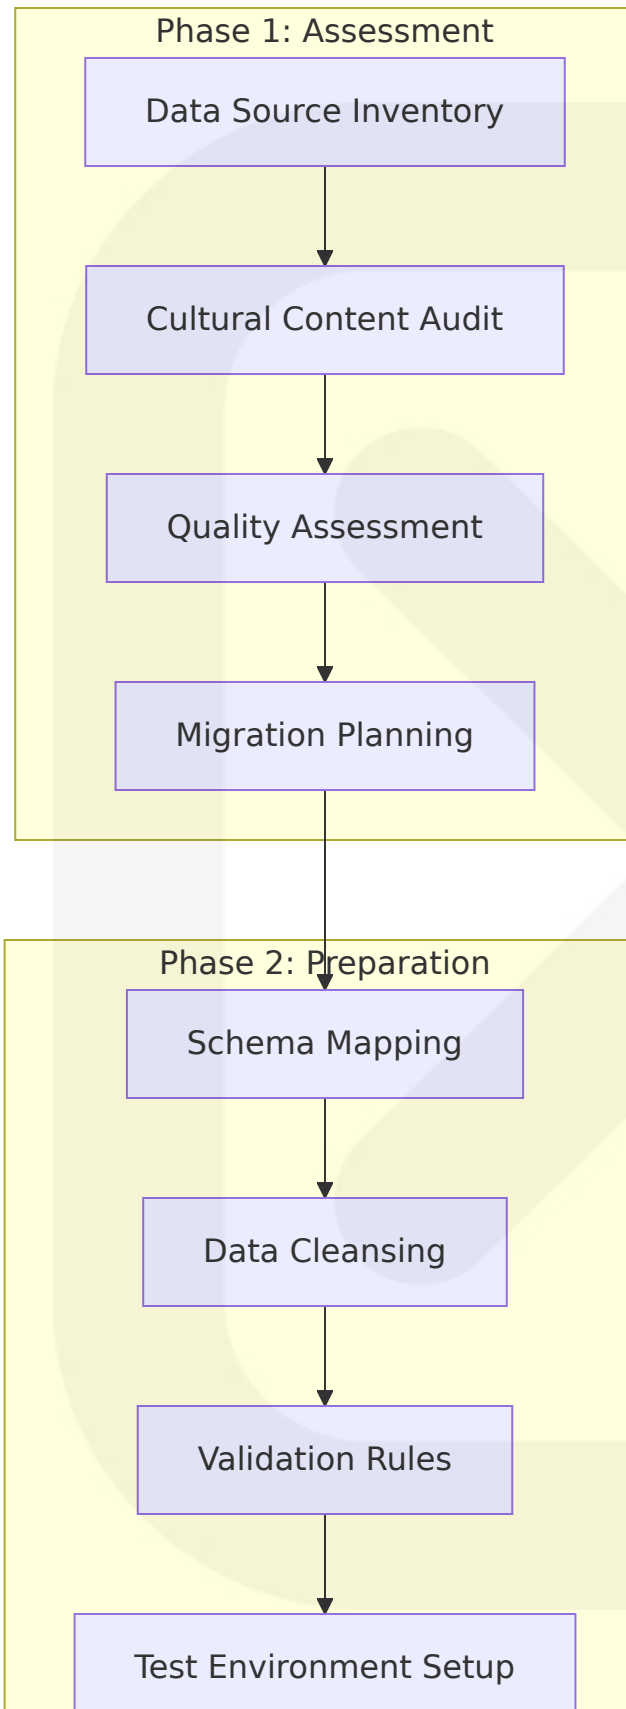 Phase 1: Assessment
Data Source Inventory
Cultural Content Audit
Quality Assessment
Migration Planning
Phase 2: Preparation
Schema Mapping
Data Cleansing
Validation Rules
Test Environment Setup